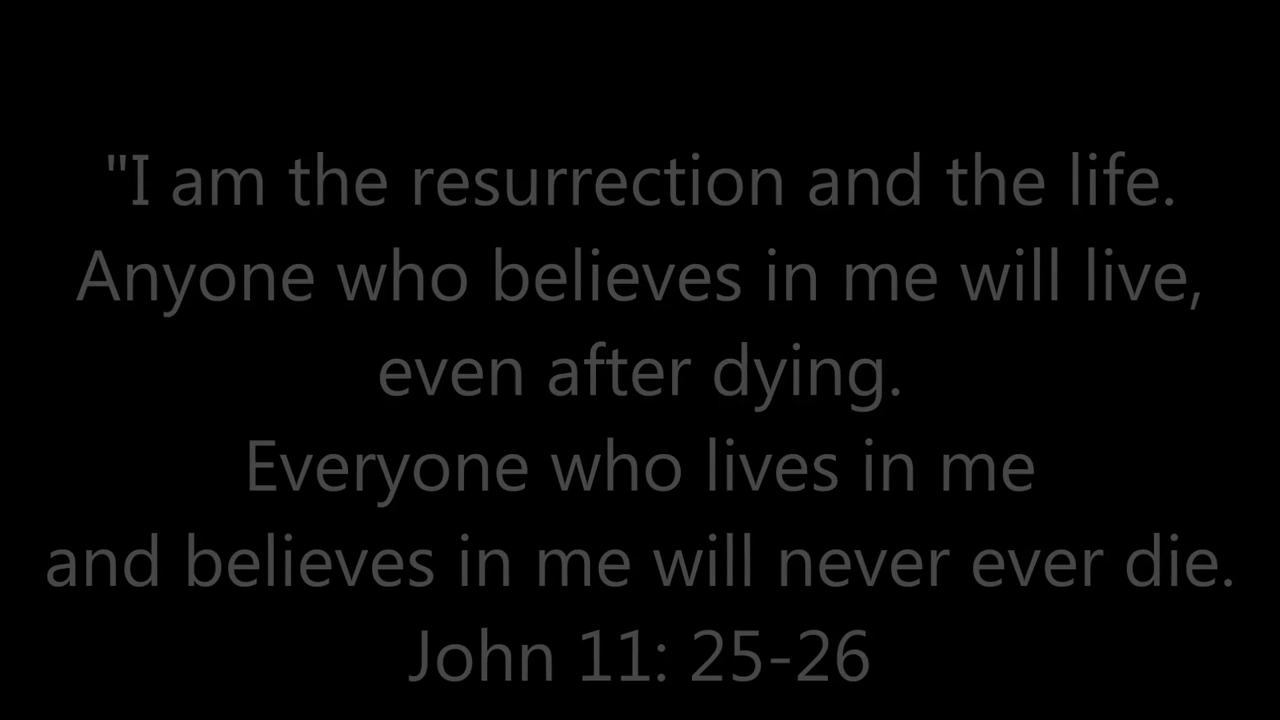 "I am the resurrection and the life.
Anyone who believes in me will live,
even after dying.
Everyone who lives in me
and believes in me will never ever die.
John 11: 25-26